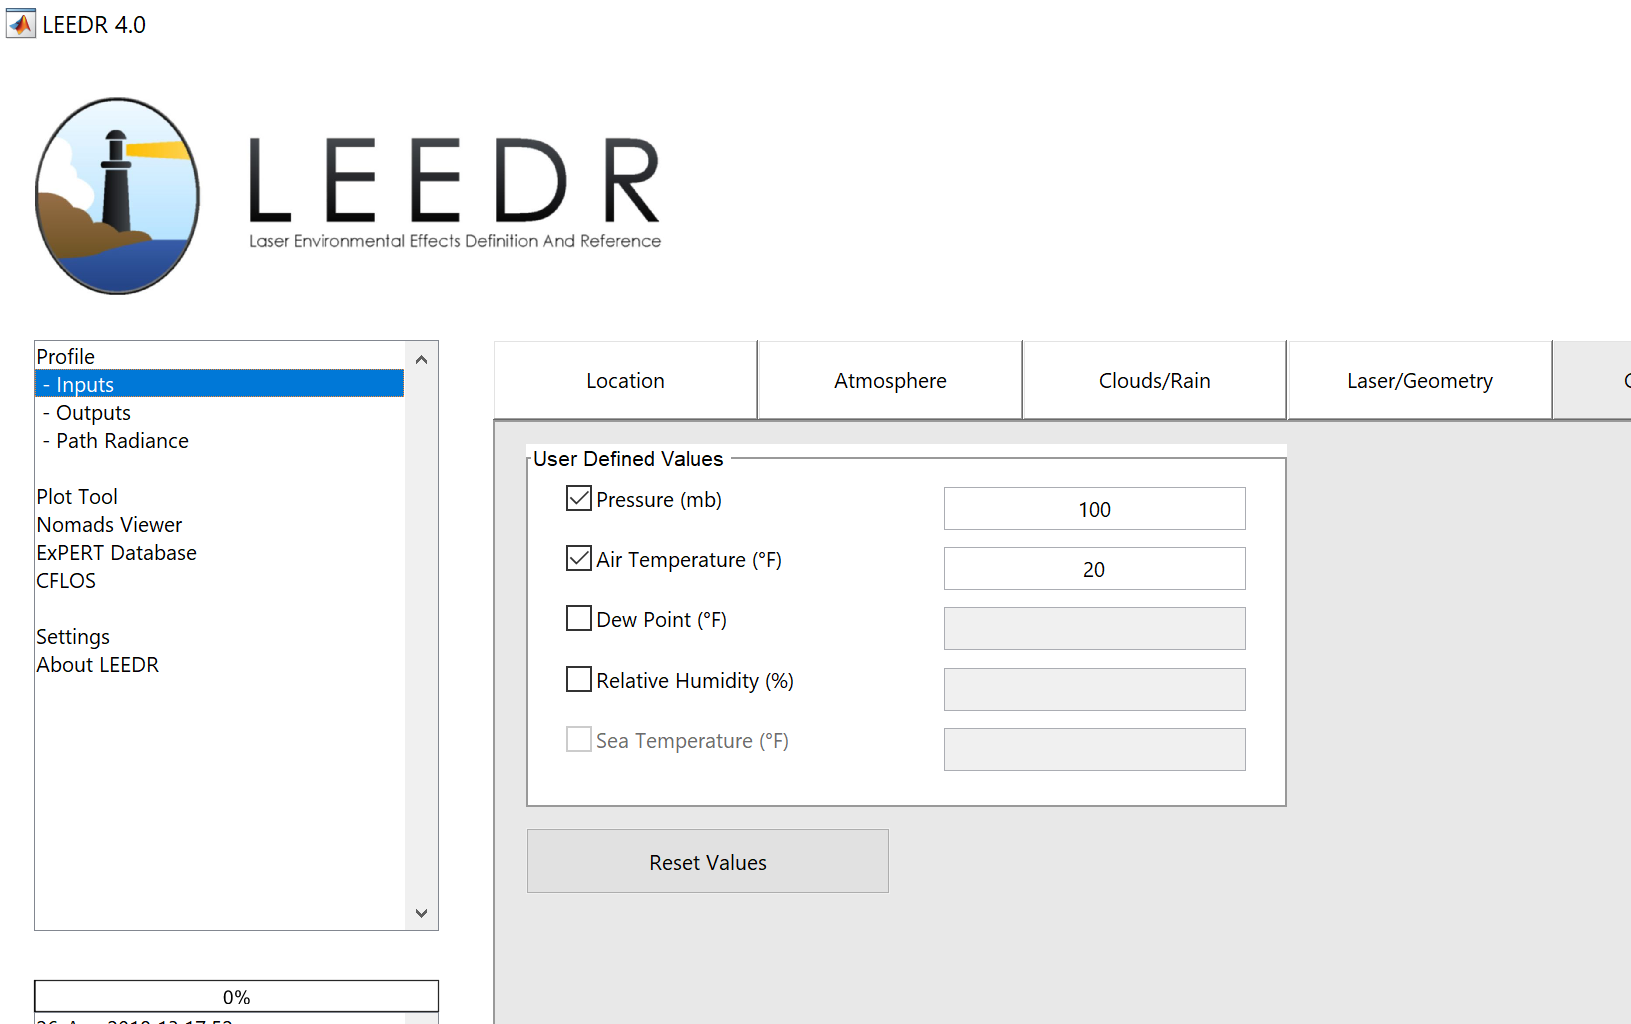 LEEDR 4.0
LEEDR
Laser Environmental Effects Definition And Reference
Profile
- Inputs
- Outputs
- Path Radiance
Plot Tool
Nomads Viewer
ExPERT Database
CFLOS
Settings
About LEEDR
0%
Location
Atmosphere
Clouds/Rain
Laser/Geometry
User Defined Values
Pressure (mb)
100
Air Temperature (°F)
20
Dew Point (°F)
Relative Humidity (%)
Sea Temperature (°F)
Reset Values